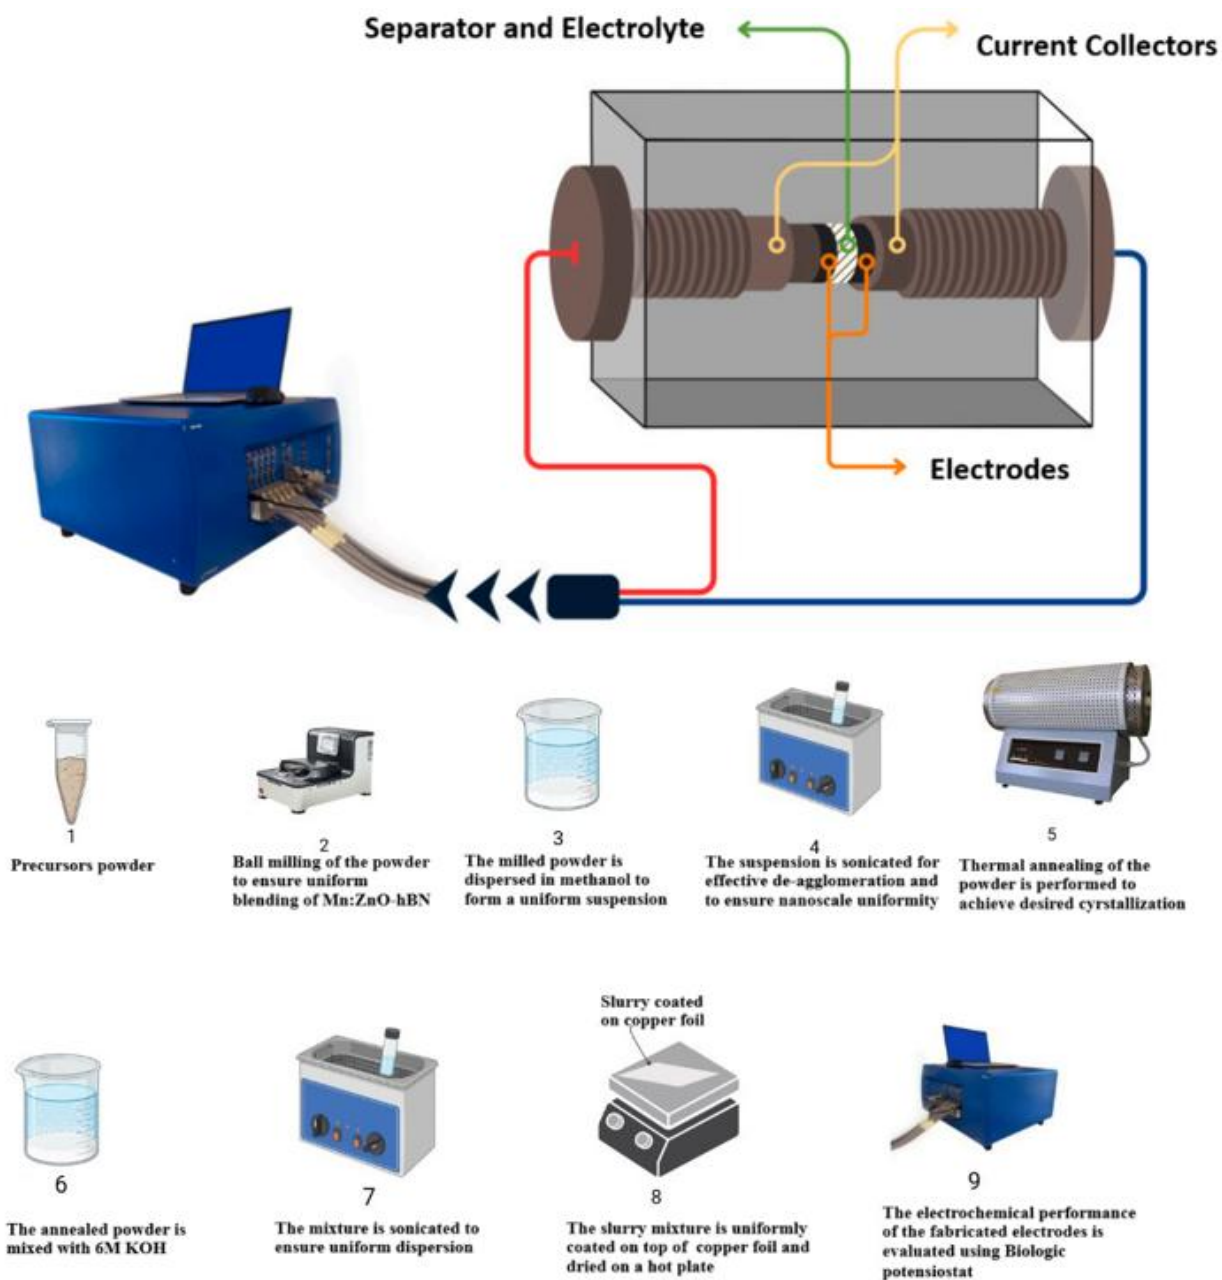 Separator and Electrolyte
Current Collectors
Electrodes
1
Precursors powder
2
Ball milling of the powder
to ensure uniform
blending of Mn:ZnO-hBN
3
The milled powder is
dispersed in methanol to
form a uniform suspension
4
The suspension is sonicated for
effective de-agglomeration and
to ensure nanoscale uniformity
5
Thermal annealing of the
powder is performed to
achieve desired cyrstallization
6
The annealed powder is
mixed with 6M KOH
7
The mixture is sonicated to
ensure uniform dispersion
Slurry coated
on copper foil
8
The slurry mixture is uniformly
coated on top of copper foil and
dried on a hot plate
9
The electrochemical performance
of the fabricated electrodes is
evaluated using Biologic
potensiostat